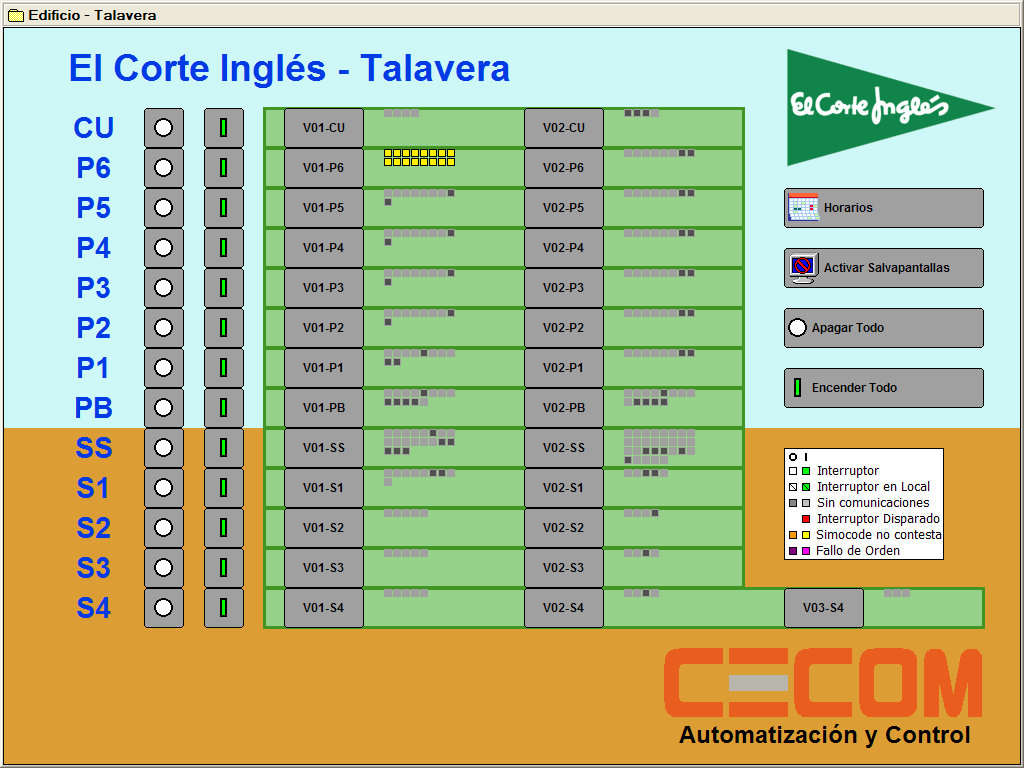 Edificio - Talavera
El Corte Inglés - Talavera
El Corte Inglés
CU V01-CU V02-CU
P6 V01-P6 V02-P6
P5 V01-P5 V02-P5
Horarios
P4 V01-P4 V02-P4
P3 V01-P3 V02-P3
Activar Salvapantallas
P2 V01-P2 V02-P2
Apagar Todo
P1 V01-P1 V02-P1
Encender Todo
PB V01-PB V02-PB
SS V01-SS V02-SS
S1 V01-S1 V02-S1
S2 V01-S2 V02-S2
S3 V01-S3 V02-S3
Interruptor
Interruptor en Local
Sin comunicaciones
Interruptor Disparado
Simocode no contesta
Fallo de Orden
S4 V01-S4 V02-S4 V03-S4
CECOM
Automatización y Control